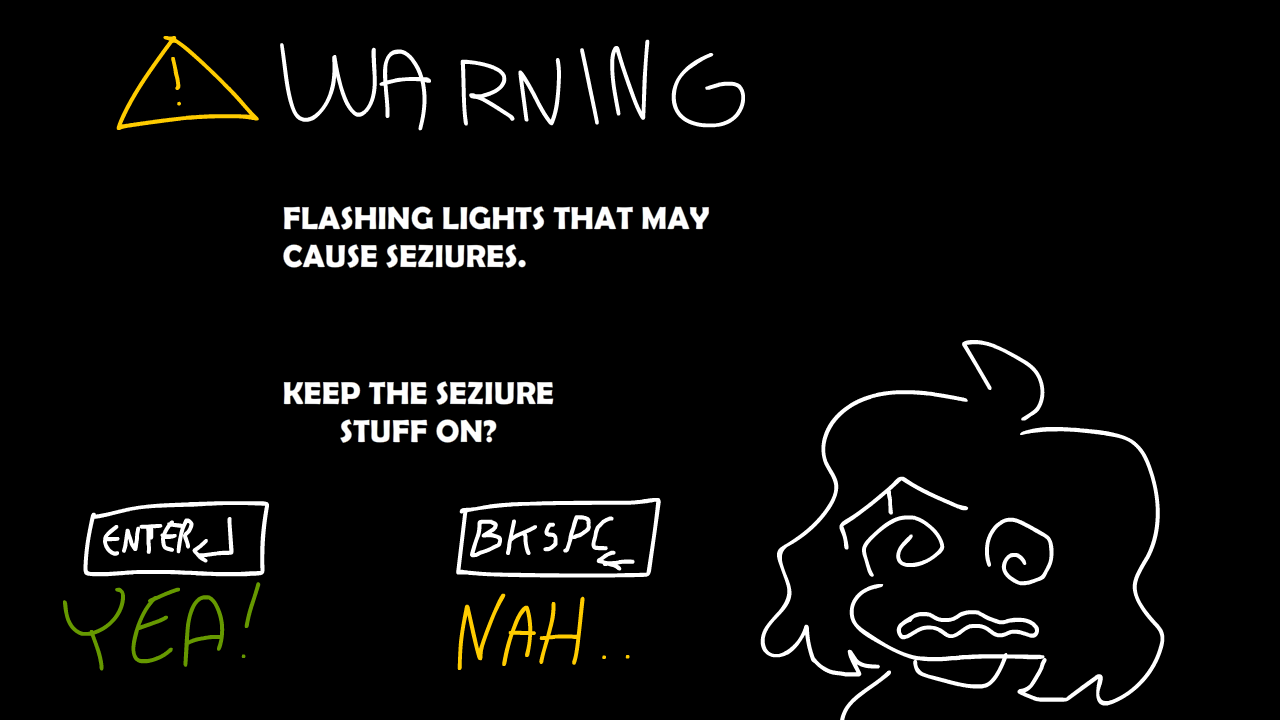 ! WARNING
FLASHING LIGHTS THAT MAY
CAUSE SEZIURES.
KEEP THE SEZIURE
STUFF ON?
ENTER BKSPC
YEA! NAH..